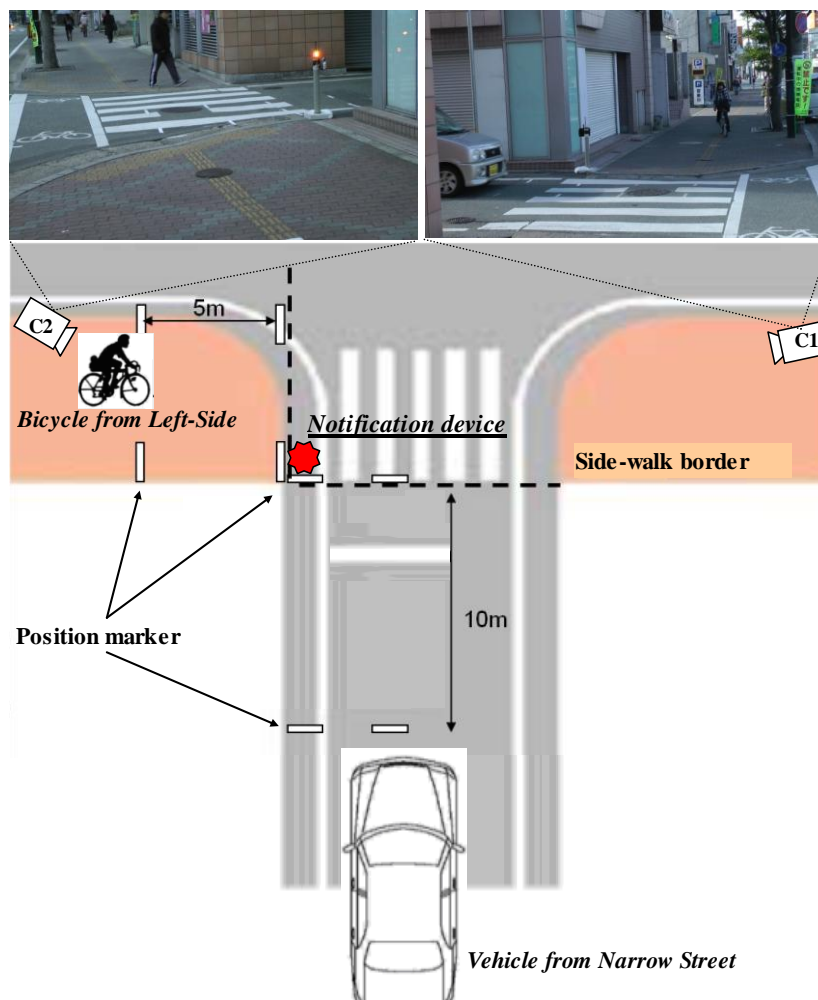 5m
C2
C1
Bicycle from Left-Side
Notification device
Side-walk border
10m
Position marker
Vehicle from Narrow Street